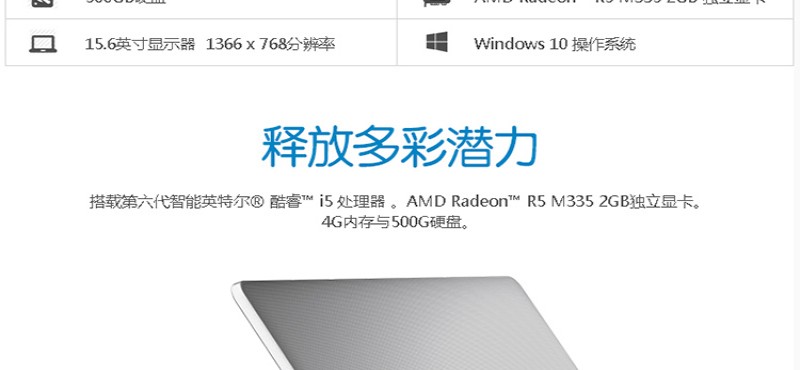 500GB硬盘
AMD Radeon™ R5 M335 2GB 独立显卡
15.6英寸显示器 1366 x 768分辨率
Windows 10 操作系统
释放多彩潜力
搭载第六代智能英特尔® 酷睿™ i5 处理器 。AMD Radeon™ R5 M335 2GB独立显卡。
4G内存与500G硬盘。